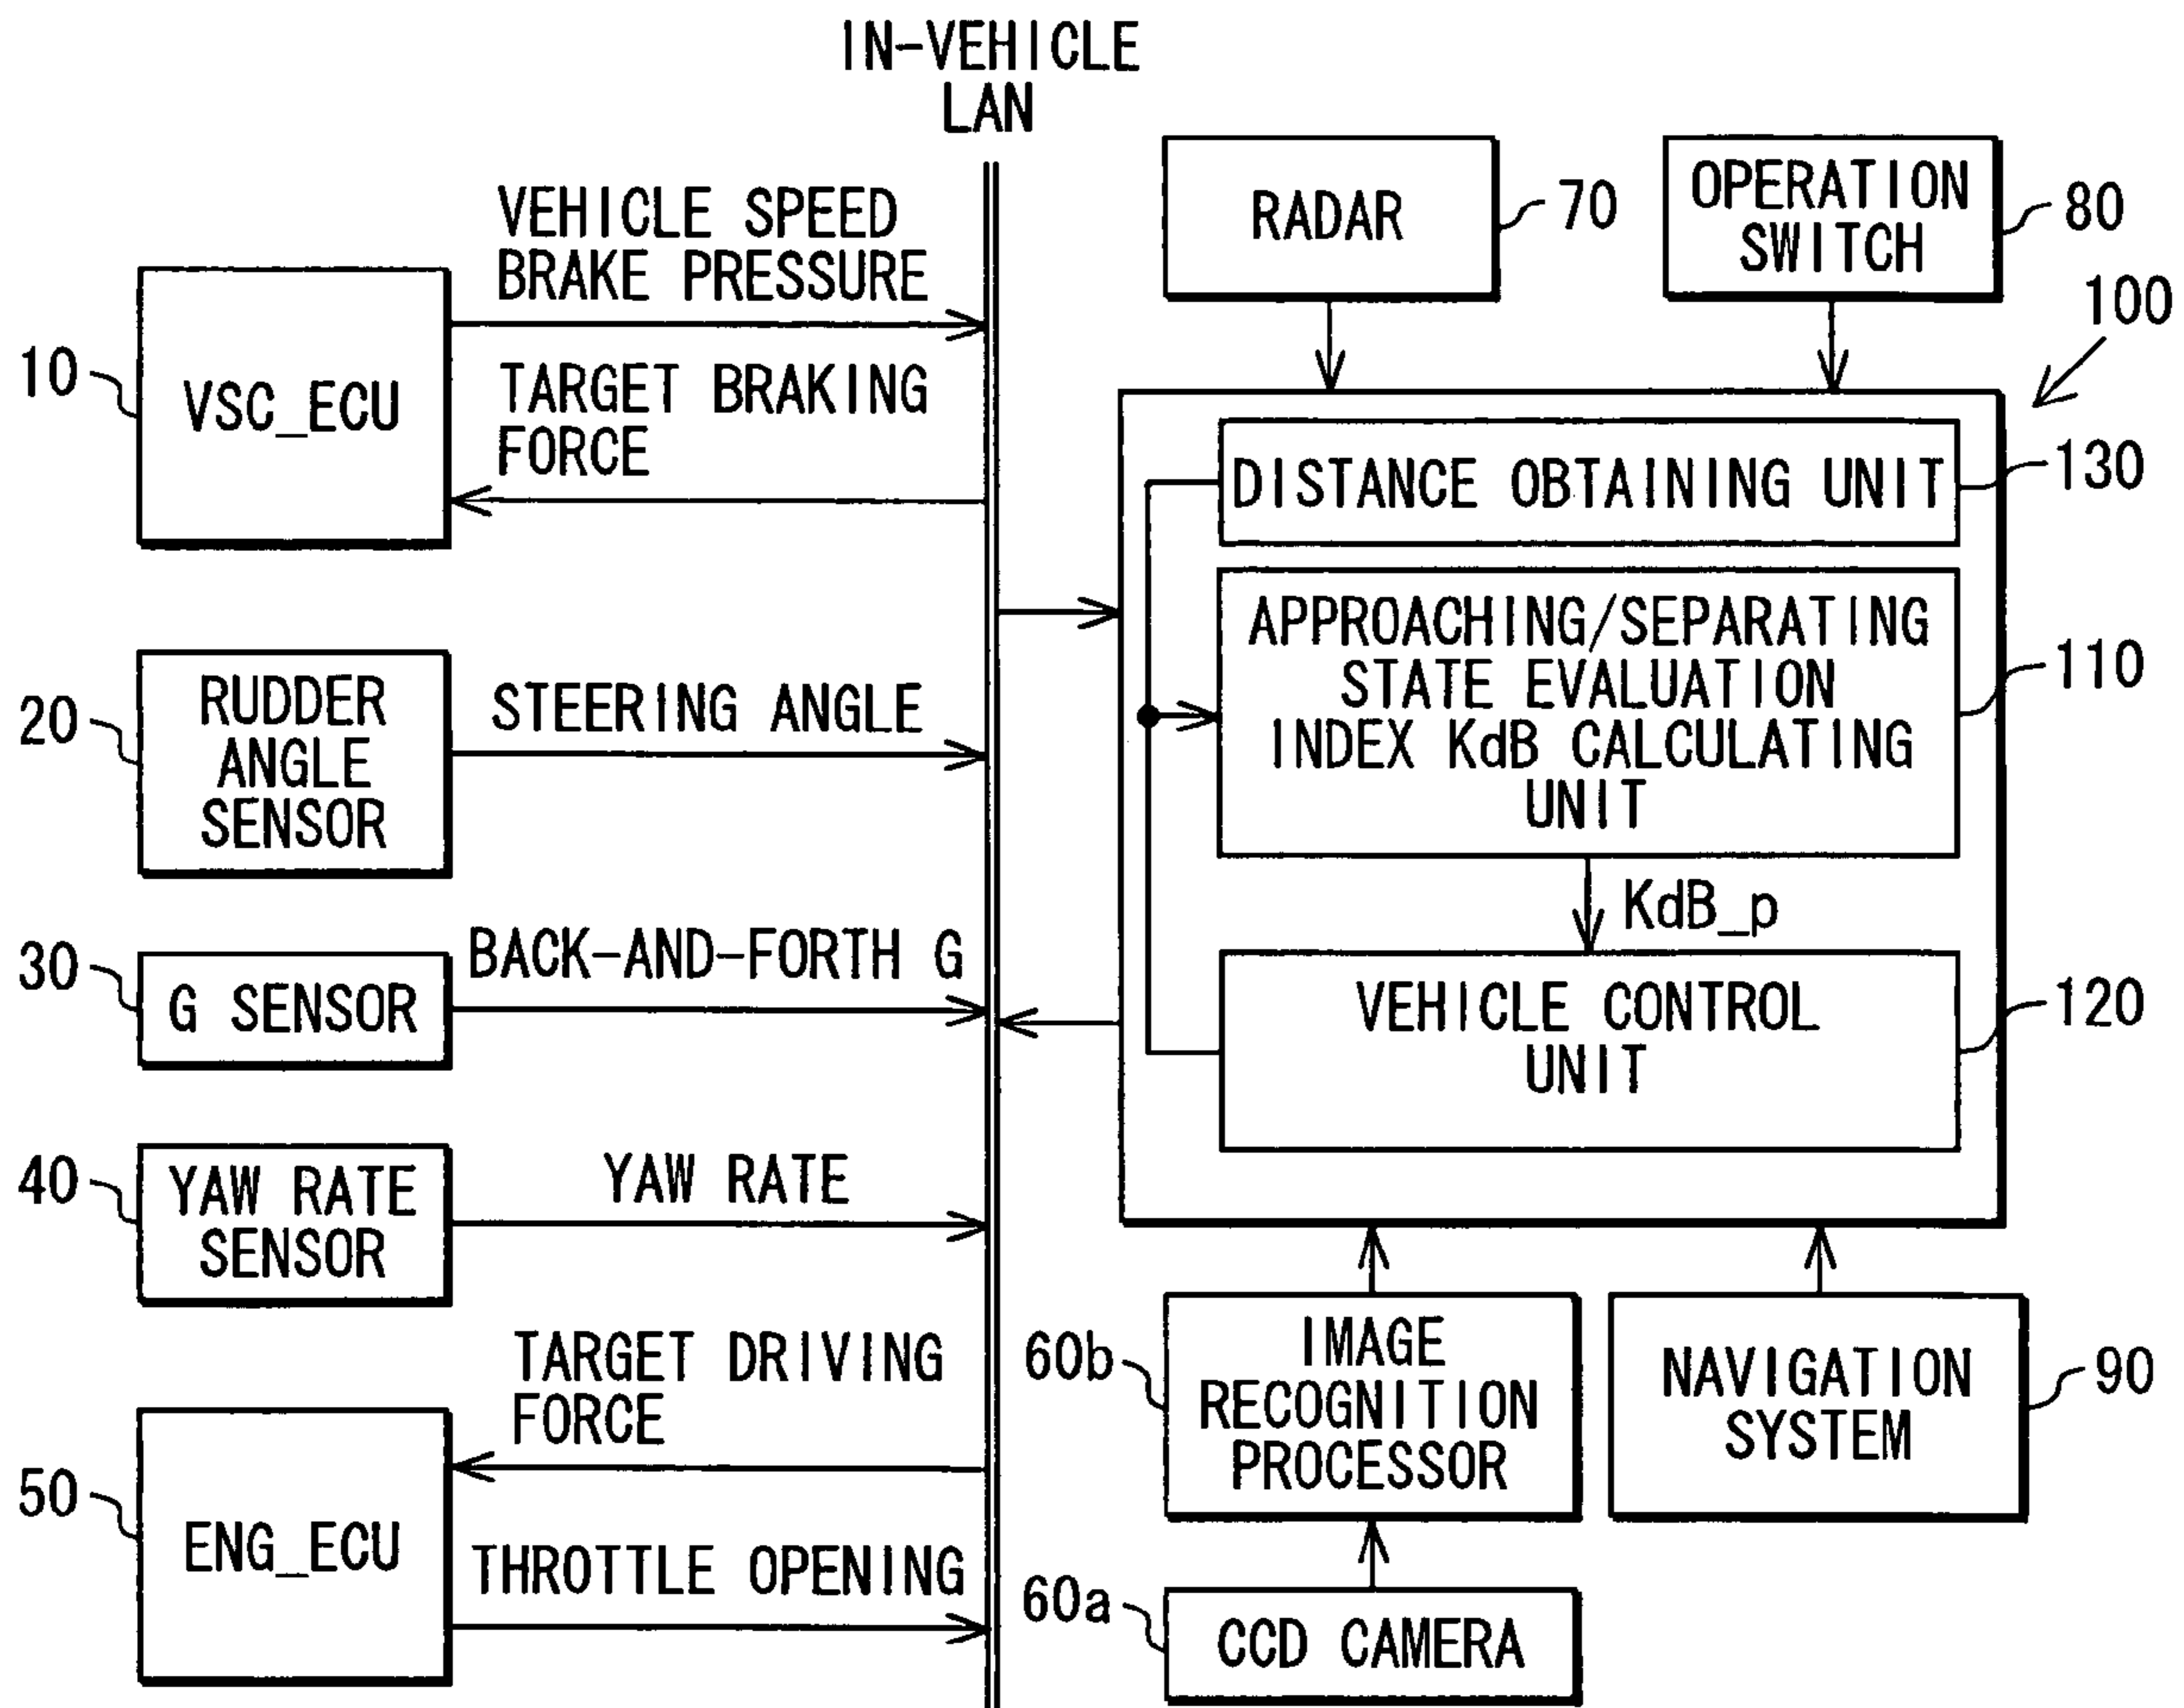 IN-VEHICLE
LAN
VEHICLE SPEED
BRAKE PRESSURE
10
VSC_ECU
TARGET BRAKING
FORCE
20
RUDDER
ANGLE
SENSOR
STEERING ANGLE
30
G SENSOR
BACK-AND-FORTH G
40
YAW RATE
SENSOR
YAW RATE
TARGET DRIVING
FORCE
50
ENG_ECU
THROTTLE OPENING
RADAR
70
OPERATION
SWITCH
80
100
DISTANCE OBTAINING UNIT
130
APPROACHING/SEPARATING
STATE EVALUATION
INDEX KdB CALCULATING
UNIT
110
KdB_p
VEHICLE CONTROL
UNIT
120
60b
IMAGE
RECOGNITION
PROCESSOR
NAVIGATION
SYSTEM
90
60a
CCD CAMERA